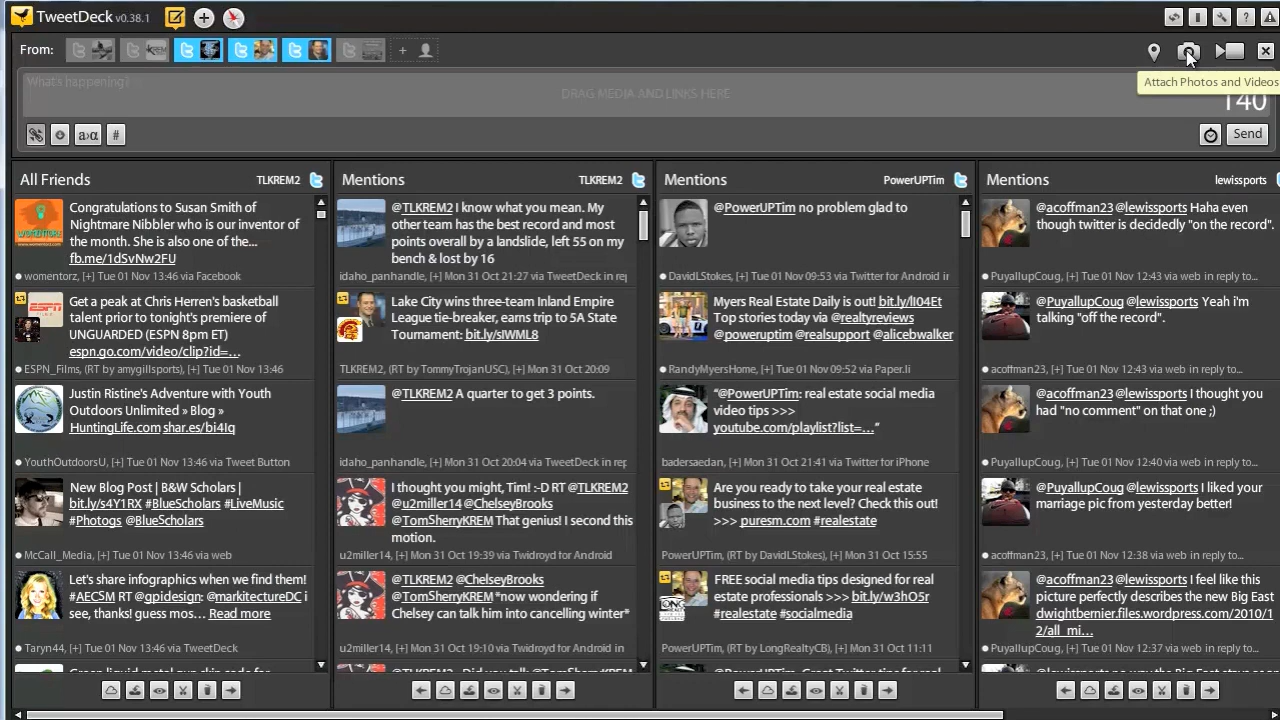 TweetDeck v0.38.1
From:
KREM
+
What's happening?
DRAG MEDIA AND LINKS HERE
Attach Photos and Videos
140
a›α
#
Send
All Friends TLKREM2
Congratulations to Susan Smith of
Nightmare Nibbler who is our inventor of
the month. She is also one of the...
fb.me/1dSvNw2FU
womentorz, [+] Tue 01 Nov 13:46 via Facebook
Get a peak at Chris Herren's basketball
talent prior to tonight's premiere of
UNGUARDED (ESPN 8pm ET)
espn.go.com/video/clip?id=...
ESPN_Films, (RT by amygillsports), [+] Tue 01 Nov 13:46
Justin Ristine's Adventure with Youth
Outdoors Unlimited » Blog »
HuntingLife.com shar.es/bi4Iq
YouthOutdoorsU, [+] Tue 01 Nov 13:46 via Tweet Button
New Blog Post | B&W Scholars |
bit.ly/s4Y1RX #BlueScholars #LiveMusic
#Photogs @BlueScholars
McCall_Media, [+] Tue 01 Nov 13:46 via web
Let's share infographics when we find them!
#AECSM RT @gpidesign: @markitectureDC i
see, thanks! guess mos... Read more
Taryn44, [+] Tue 01 Nov 13:46 via TweetDeck
Mentions TLKREM2
@TLKREM2 I know what you mean. My
other team has the best record and most
points overall by a landslide, left 55 on my
bench & lost by 16
idaho_panhandle, [+] Mon 31 Oct 21:27 via TweetDeck in rep
Lake City wins three-team Inland Empire
League tie-breaker, earns trip to 5A State
Tournament: bit.ly/sIWML8
TLKREM2, (RT by TommyTrojanUSC), [+] Mon 31 Oct 20:09
@TLKREM2 A quarter to get 3 points.
idaho_panhandle, [+] Mon 31 Oct 20:04 via TweetDeck in rep
I thought you might, Tim! :-D RT @TLKREM2
@u2miller14 @ChelseyBrooks
@TomSherryKREM That genius! I second this
motion.
u2miller14, [+] Mon 31 Oct 19:39 via Twidroyd for Android
@TLKREM2 @ChelseyBrooks
@TomSherryKREM *now wondering if
Chelsey can talk him into cancelling winter*
u2miller14, [+] Mon 31 Oct 19:10 via Twidroyd for Android in
Mentions PowerUPTim
@PowerUPTim no problem glad to
DavidLStokes, [+] Tue 01 Nov 09:53 via Twitter for Android in
Myers Real Estate Daily is out! bit.ly/lI04Et
Top stories today via @realtyreviews
@poweruptim @realsupport @alicebwalker
RandyMyersHome, [+] Tue 01 Nov 09:52 via Paper.li
"@PowerUPTim: real estate social media
video tips >>>
youtube.com/playlist?list=..."
badersaedan, [+] Mon 31 Oct 21:41 via Twitter for iPhone
Are you ready to take your real estate
business to the next level? Check this out!
>>> puresm.com #realestate
PowerUPTim, (RT by DavidLStokes), [+] Mon 31 Oct 15:55
FREE social media tips designed for real
estate professionals >>> bit.ly/w3hO5r
#realestate #socialmedia
PowerUPTim, (RT by LongRealtyCB), [+] Mon 31 Oct 11:11
Mentions lewissports
@acoffman23 @lewissports Haha even
though twitter is decidedly "on the record".
PuyallupCoug, [+] Tue 01 Nov 12:43 via web in reply to...
@PuyallupCoug @lewissports Yeah i'm
talking "off the record".
acoffman23, [+] Tue 01 Nov 12:43 via web in reply to...
@acoffman23 @lewissports I thought you
had "no comment" on that one ;)
PuyallupCoug, [+] Tue 01 Nov 12:40 via web in reply to...
@PuyallupCoug @lewissports I liked your
marriage pic from yesterday better!
acoffman23, [+] Tue 01 Nov 12:38 via web in reply to...
@acoffman23 @lewissports I feel like this
picture perfectly describes the new Big East
dwightbernier.files.wordpress.com/2010/1
2/all_mi...
PuyallupCoug, [+] Tue 01 Nov 12:37 via web in reply to...